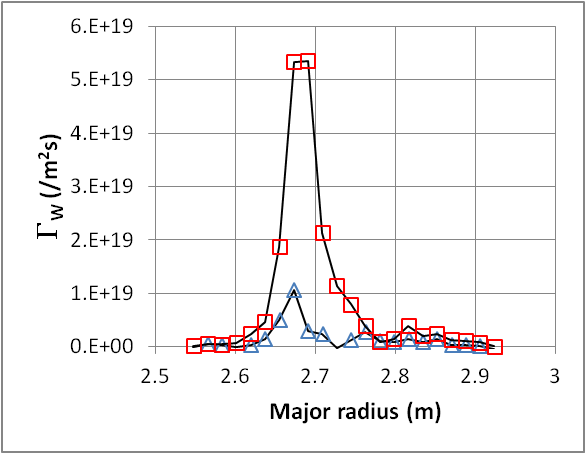 6.E+19
5.E+19
4.E+19
3.E+19
2.E+19
1.E+19
0.E+00
Γw (/m²s)
2.5 2.6 2.7 2.8 2.9 3
Major radius (m)